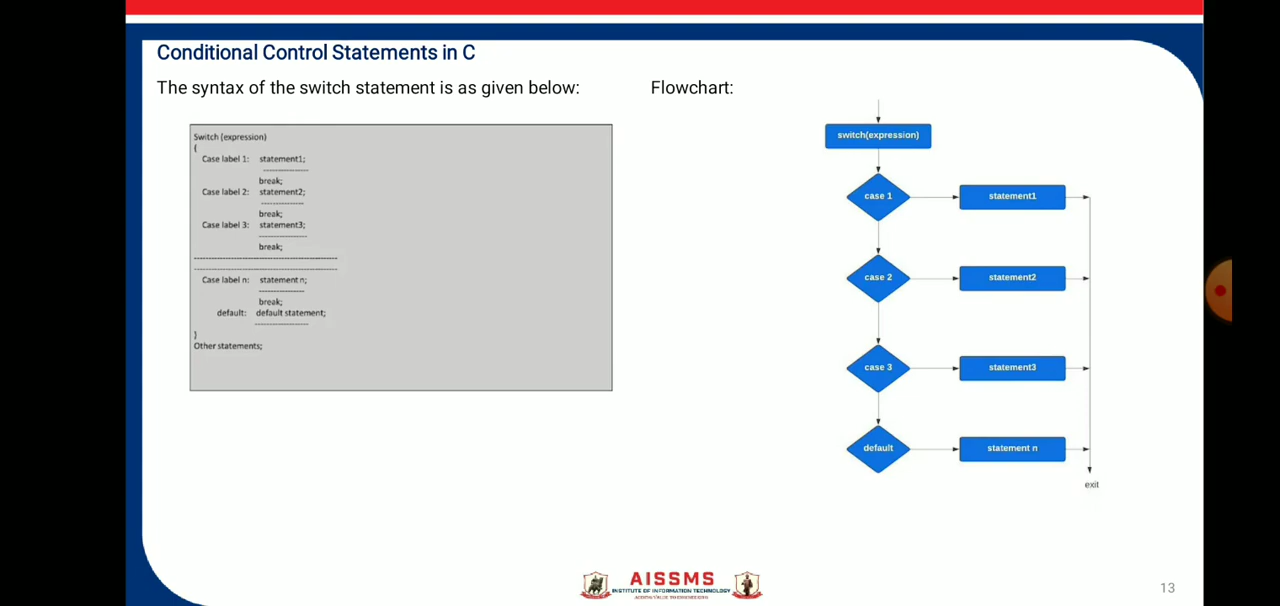 Conditional Control Statements in C
The syntax of the switch statement is as given below:
Switch (expression)
{
Case label 1: statement1;
------------------
break;
Case label 2: statement2;
-----------------
break;
Case label 3: statement3;
--------------------
break;
------------------------------------------------------------
------------------------------------------------------------
Case label n: statement n;
-------------------
break;
default: default statement;
----------------------
}
Other statements;
Flowchart:
switch(expression)
case 1
statement1
case 2
statement2
case 3
statement3
default
statement n
exit
AISSMS
INSTITUTE OF INFORMATION TECHNOLOGY
13